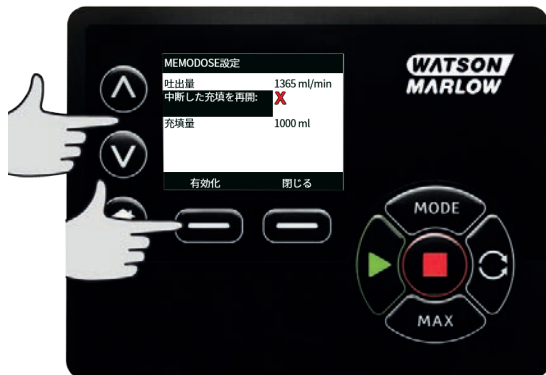 MEMODOSE設定
吐出量 1365 ml/min
中断した充填を再開: X
充填量 1000 ml
有効化 閉じる
WATSON
MARLOW
MODE
MAX